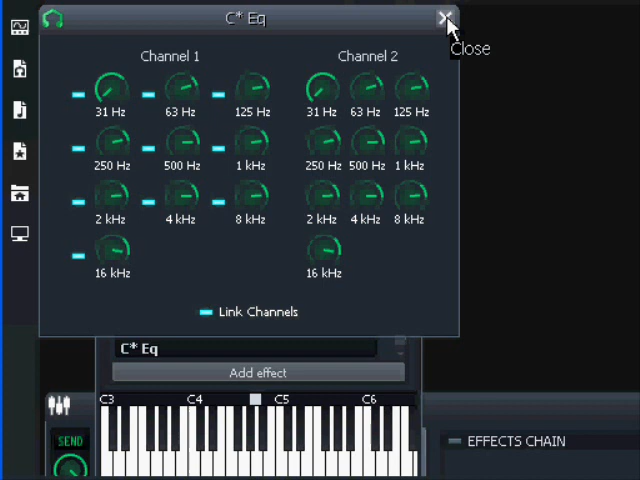 C* Eq
Close
Channel 1
Channel 2
31 Hz 63 Hz 125 Hz 31 Hz 63 Hz 125 Hz
250 Hz 500 Hz 1 kHz 250 Hz 500 Hz 1 kHz
2 kHz 4 kHz 8 kHz 2 kHz 4 kHz 8 kHz
16 kHz 16 kHz
Link Channels
C* Eq
Add effect
C3 C4 C5 C6
SEND
EFFECTS CHAIN